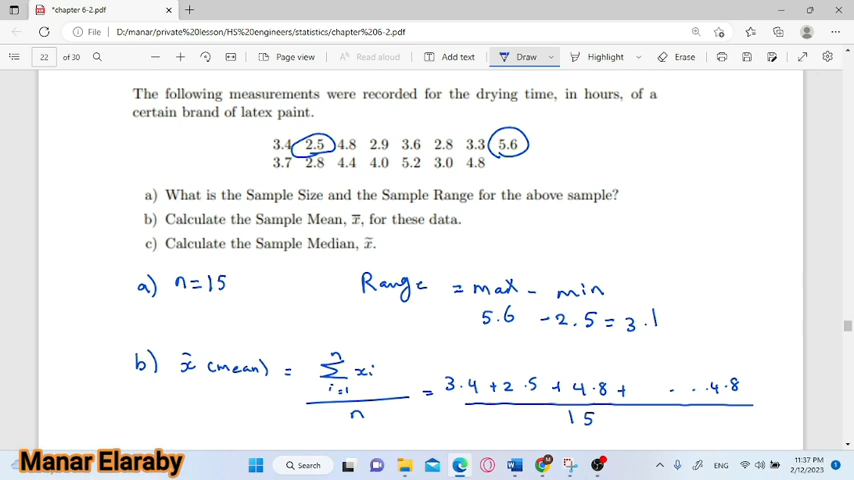 *chapter 6-2.pdf
File | D:/manar/private%20lesson/HS%20engineers/statistics/chapter%206-2.pdf
22 of 30
Page view
Read aloud
Add text
Draw
Highlight
Erase
The following measurements were recorded for the drying time, in hours, of a
certain brand of latex paint.
3.4 2.5 4.8 2.9 3.6 2.8 3.3 5.6
3.7 2.8 4.4 4.0 5.2 3.0 4.8
a) What is the Sample Size and the Sample Range for the above sample?
b) Calculate the Sample Mean, x̅, for these data.
c) Calculate the Sample Median, x̃.
a) n=15 Range = max - min
5.6 -2.5 = 3.1
b) x̄ (mean) = n ∑ i=1 xi / n = 3.4 +2.5 + 4.8 + . . . 4.8 / 15
Manar Elaraby
Search
ENG
11:37 PM
2/12/2023